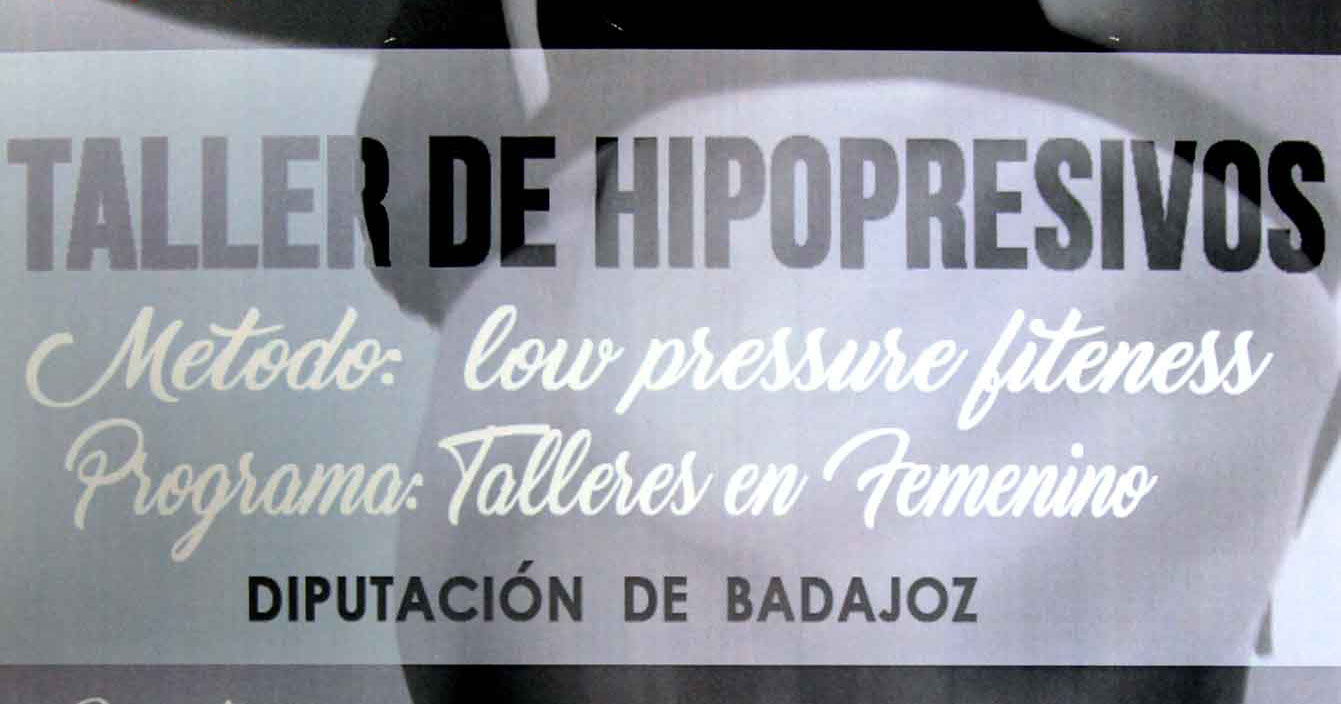 TALLER DE HIPOPRESIVOS
Metodo: low pressure fiteness
Programa: Talleres en Femenino
DIPUTACIÓN DE BADAJOZ